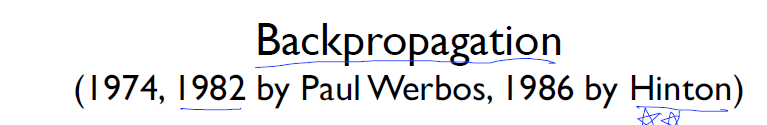 Backpropagation
(1974, 1982 by Paul Werbos, 1986 by Hinton)